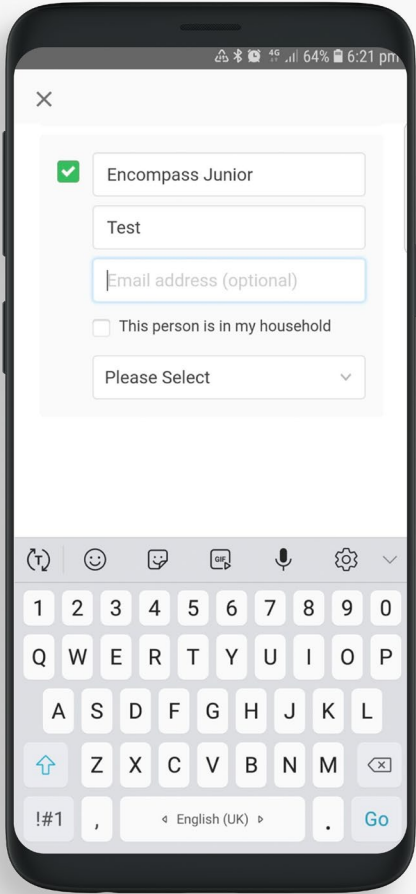 4G 64% 6:21 pm
Encompass Junior
Test
Email address (optional)
This person is in my household
Please Select
T GIF
1 2 3 4 5 6 7 8 9 0
Q W E R T Y U I O P
A S D F G H J K L
Z X C V B N M
!#1 , English (UK) . Go